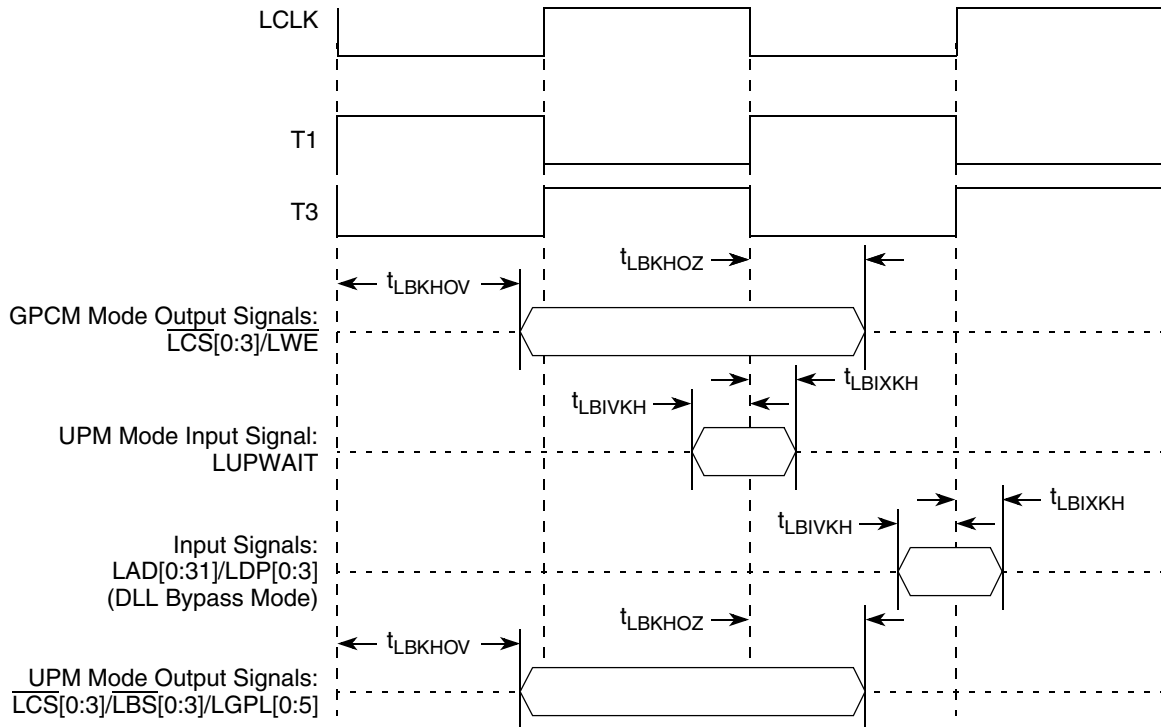 LCLK
T1
T3
tLBKHOZ
tLBKHOV
GPCM Mode Output Signals:
LCS[0:3]/LWE
tLBIXKH
tLBIVKH
UPM Mode Input Signal:
LUPWAIT
tLBIXKH
tLBIVKH
Input Signals:
LAD[0:31]/LDP[0:3]
(DLL Bypass Mode)
tLBKHOZ
tLBKHOV
UPM Mode Output Signals:
LCS[0:3]/LBS[0:3]/LGPL[0:5]